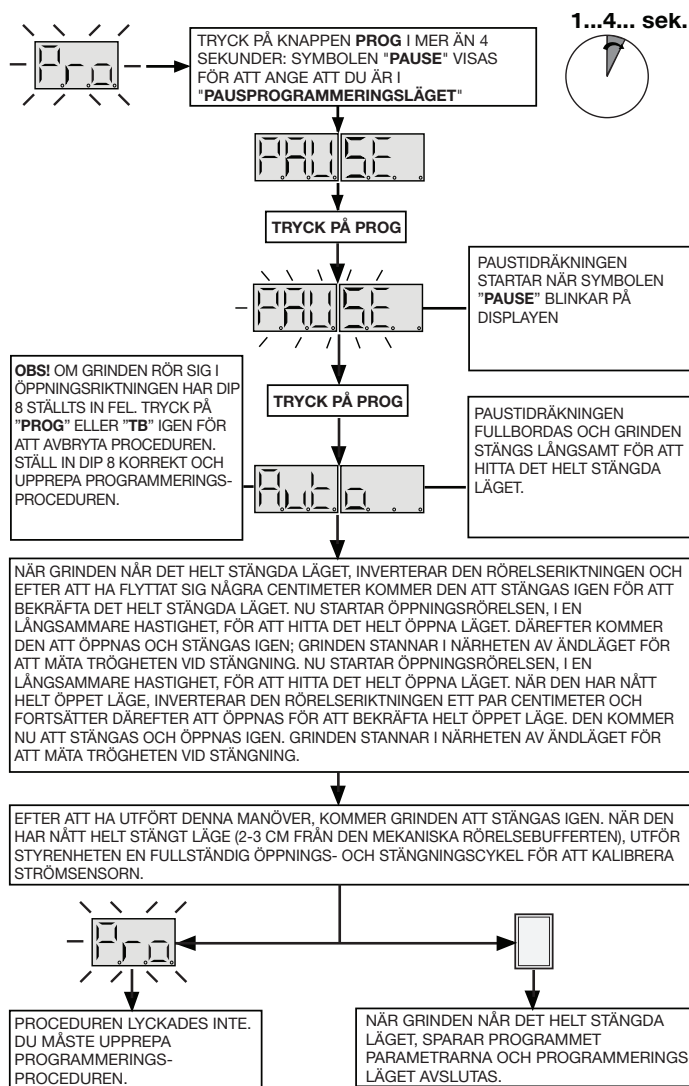 1...4... sek.
Pro
TRYCK PÅ KNAPPEN PROG I MER ÄN 4
SEKUNDER: SYMBOLEN "PAUSE" VISAS
FÖR ATT ANGE ATT DU ÄR I
"PAUSPROGRAMMERINGSLÄGET"
PAUSE
TRYCK PÅ PROG
PAUSE
PAUSTIDRÄKNINGEN
STARTAR NÄR SYMBOLEN
"PAUSE" BLINKAR PÅ
DISPLAYEN
OBS! OM GRINDEN RÖR SIG I
ÖPPNINGSRIKTNINGEN HAR DIP
8 STÄLLTS IN FEL. TRYCK PÅ
"PROG" ELLER "TB" IGEN FÖR
ATT AVBRYTA PROCEDUREN.
STÄLL IN DIP 8 KORREKT OCH
UPPREPA PROGRAMMERINGS-
PROCEDUREN.
TRYCK PÅ PROG
PAUSTIDRÄKNINGEN
FULLBORDAS OCH GRINDEN
STÄNGS LÅNGSAMT FÖR ATT
HITTA DET HELT STÄNGDA
LÄGET.
Auto
NÄR GRINDEN NÅR DET HELT STÄNGDA LÄGET, INVERTERAR DEN RÖRELSERIKTNINGEN OCH
EFTER ATT HA FLYTTAT SIG NÅGRA CENTIMETER KOMMER DEN ATT STÄNGAS IGEN FÖR ATT
BEKRÄFTA DET HELT STÄNGDA LÄGET. NU STARTAR ÖPPNINGSRÖRELSEN, I EN
LÅNGSAMMARE HASTIGHET, FÖR ATT HITTA DET HELT ÖPPNA LÄGET. DÄREFTER KOMMER
DEN ATT ÖPPNAS OCH STÄNGAS IGEN; GRINDEN STANNAR I NÄRHETEN AV ÄNDLÄGET FÖR
ATT MÄTA TRÖGHETEN VID STÄNGNING. NU STARTAR ÖPPNINGSRÖRELSEN, I EN
LÅNGSAMMARE HASTIGHET, FÖR ATT HITTA DET HELT ÖPPNA LÄGET. NÄR DEN HAR NÅTT
HELT ÖPPET LÄGE, INVERTERAR DEN RÖRELSERIKTNINGEN ETT PAR CENTIMETER OCH
FORTSÄTTER DÄREFTER ATT ÖPPNAS FÖR ATT BEKRÄFTA HELT ÖPPET LÄGE. DEN KOMMER
NU ATT STÄNGAS OCH ÖPPNAS IGEN. GRINDEN STANNAR I NÄRHETEN AV ÄNDLÄGET FÖR
ATT MÄTA TRÖGHETEN VID STÄNGNING.
EFTER ATT HA UTFÖRT DENNA MANÖVER, KOMMER GRINDEN ATT STÄNGAS IGEN. NÄR DEN
HAR NÅTT HELT STÄNGT LÄGE (2-3 CM FRÅN DEN MEKANISKA RÖRELSEBUFFERTEN), UTFÖR
STYRENHETEN EN FULLSTÄNDIG ÖPPNINGS- OCH STÄNGNINGSCYKEL FÖR ATT KALIBRERA
STRÖMSENSORN.
Pro
PROCEDUREN LYCKADES INTE.
DU MÅSTE UPPREPA
PROGRAMMERINGS-
PROCEDUREN.
NÄR GRINDEN NÅR DET HELT STÄNGDA
LÄGET, SPARAR PROGRAMMET
PARAMETRARNA OCH PROGRAMMERINGS
LÄGET AVSLUTAS.